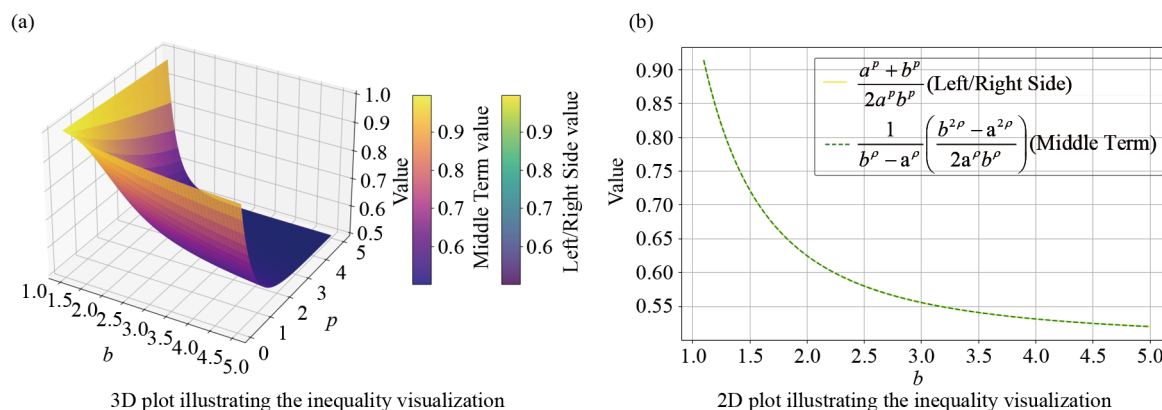 (a)
1.0
0.9
0.8
0.7
0.6
0.5
Value
5
4
3
2
1
0
p
1.0
1.5
2.0
2.5
3.0
3.5
4.0
4.5
5.0
b
0.9
0.8
0.7
0.6
Middle Term value
0.9
0.8
0.7
0.6
Left/Right Side value
3D plot illustrating the inequality visualization
(b)
0.90
0.85
0.80
0.75
0.70
0.65
0.60
0.55
Value
a^p + b^p / 2a^p b^p (Left/Right Side)
1 / b^ρ − a^ρ (b^2ρ − a^2ρ / 2a^ρ b^ρ) (Middle Term)
1.0 1.5 2.0 2.5 3.0 3.5 4.0 4.5 5.0
b
2D plot illustrating the inequality visualization